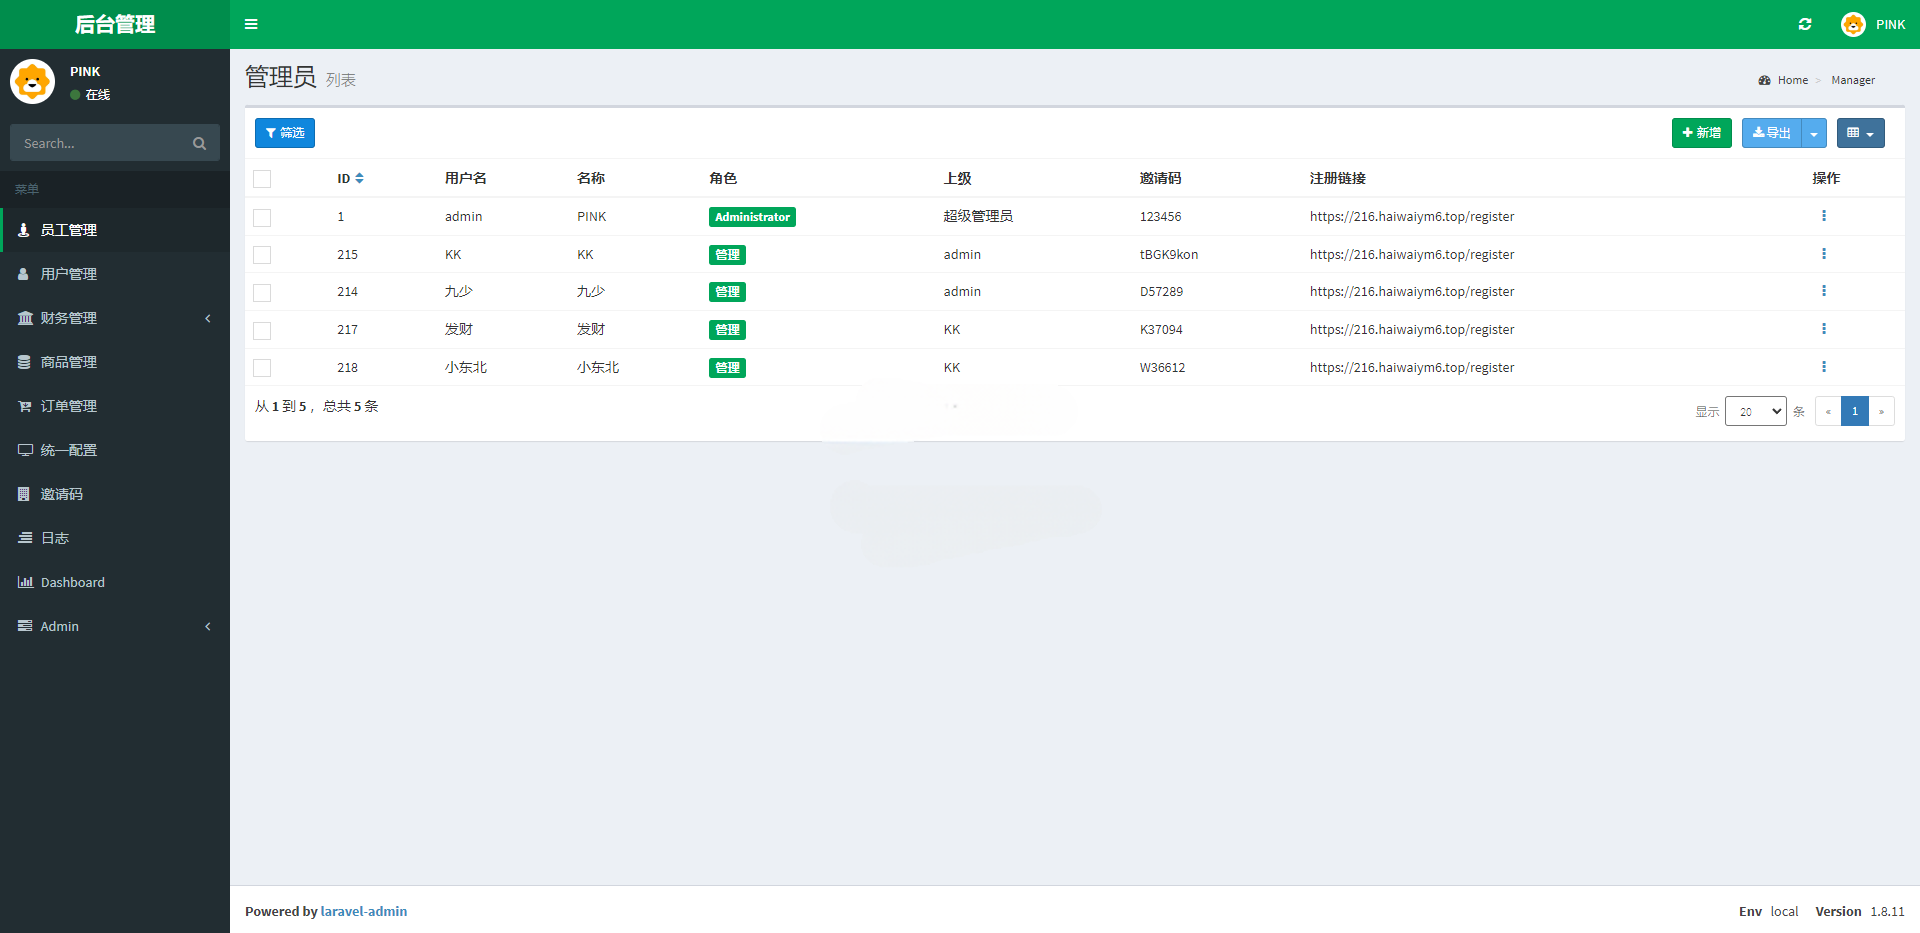 后台管理
PINK
PINK
在线
Search...
菜单
员工管理
用户管理
财务管理
商品管理
订单管理
统一配置
邀请码
日志
Dashboard
Admin
管理员 列表
Home > Manager
筛选
新增 导出
ID 用户名 名称 角色 上级 邀请码 注册链接 操作
1 admin PINK Administrator 超级管理员 123456 https://216.haiwaiym6.top/register
215 KK KK 管理 admin tBGK9kon https://216.haiwaiym6.top/register
214 九少 九少 管理 admin D57289 https://216.haiwaiym6.top/register
217 发财 发财 管理 KK K37094 https://216.haiwaiym6.top/register
218 小东北 小东北 管理 KK W36612 https://216.haiwaiym6.top/register
从 1 到 5 ，总共 5 条
显示 20 条 « 1 »
Powered by laravel-admin
Env local Version 1.8.11